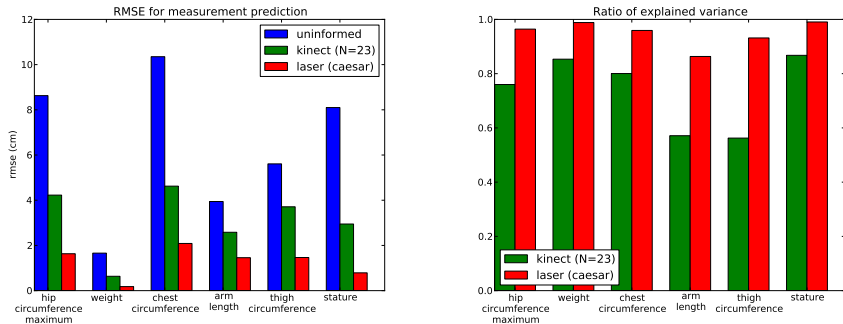 RMSE for measurement prediction
12
10
8
6
4
2
0
rmse (cm)
uninformed
kinect (N=23)
laser (caesar)
hip
circumference
maximum
weight
chest
circumference
arm
length
thigh
circumference
stature
Ratio of explained variance
1.0
0.8
0.6
0.4
0.2
0.0
kinect (N=23)
laser (caesar)
hip
circumference
maximum
weight
chest
circumference
arm
length
thigh
circumference
stature